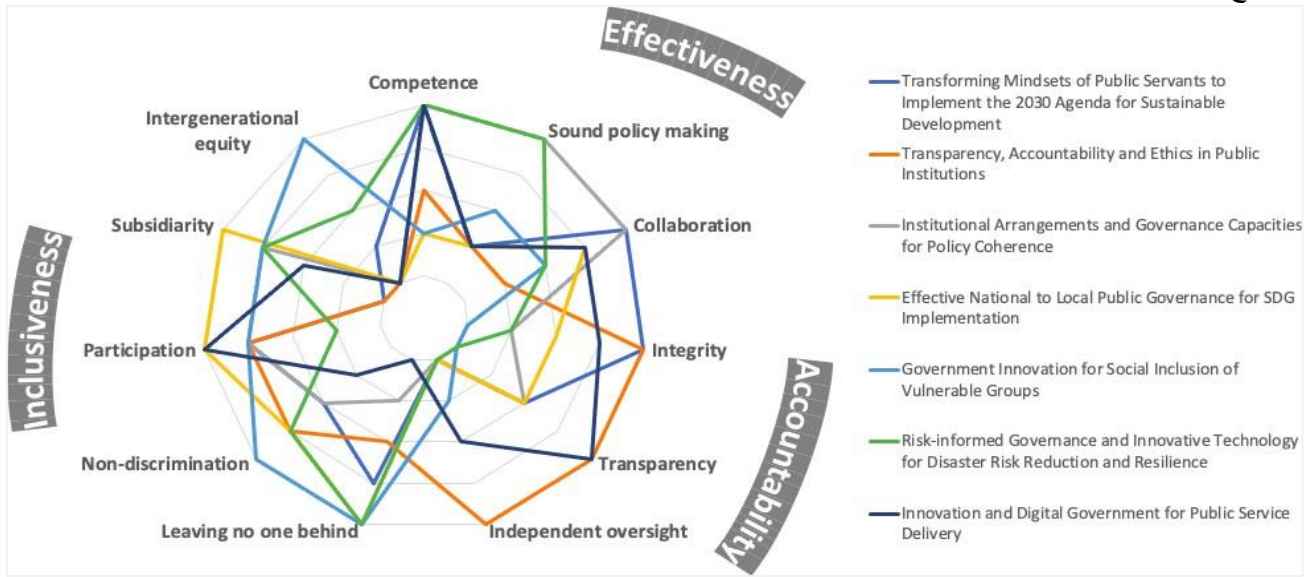 Effectiveness
Competence
Intergenerational
equity
Sound policy making
Subsidiarity
Collaboration
Inclusiveness
Participation
Integrity
Accountability
Non-discrimination
Transparency
Leaving no one behind
Independent oversight
Transforming Mindsets of Public Servants to
Implement the 2030 Agenda for Sustainable
Development
Transparency, Accountability and Ethics in Public
Institutions
Institutional Arrangements and Governance Capacities
for Policy Coherence
Effective National to Local Public Governance for SDG
Implementation
Government Innovation for Social Inclusion of
Vulnerable Groups
Risk-informed Governance and Innovative Technology
for Disaster Risk Reduction and Resilience
Innovation and Digital Government for Public Service
Delivery